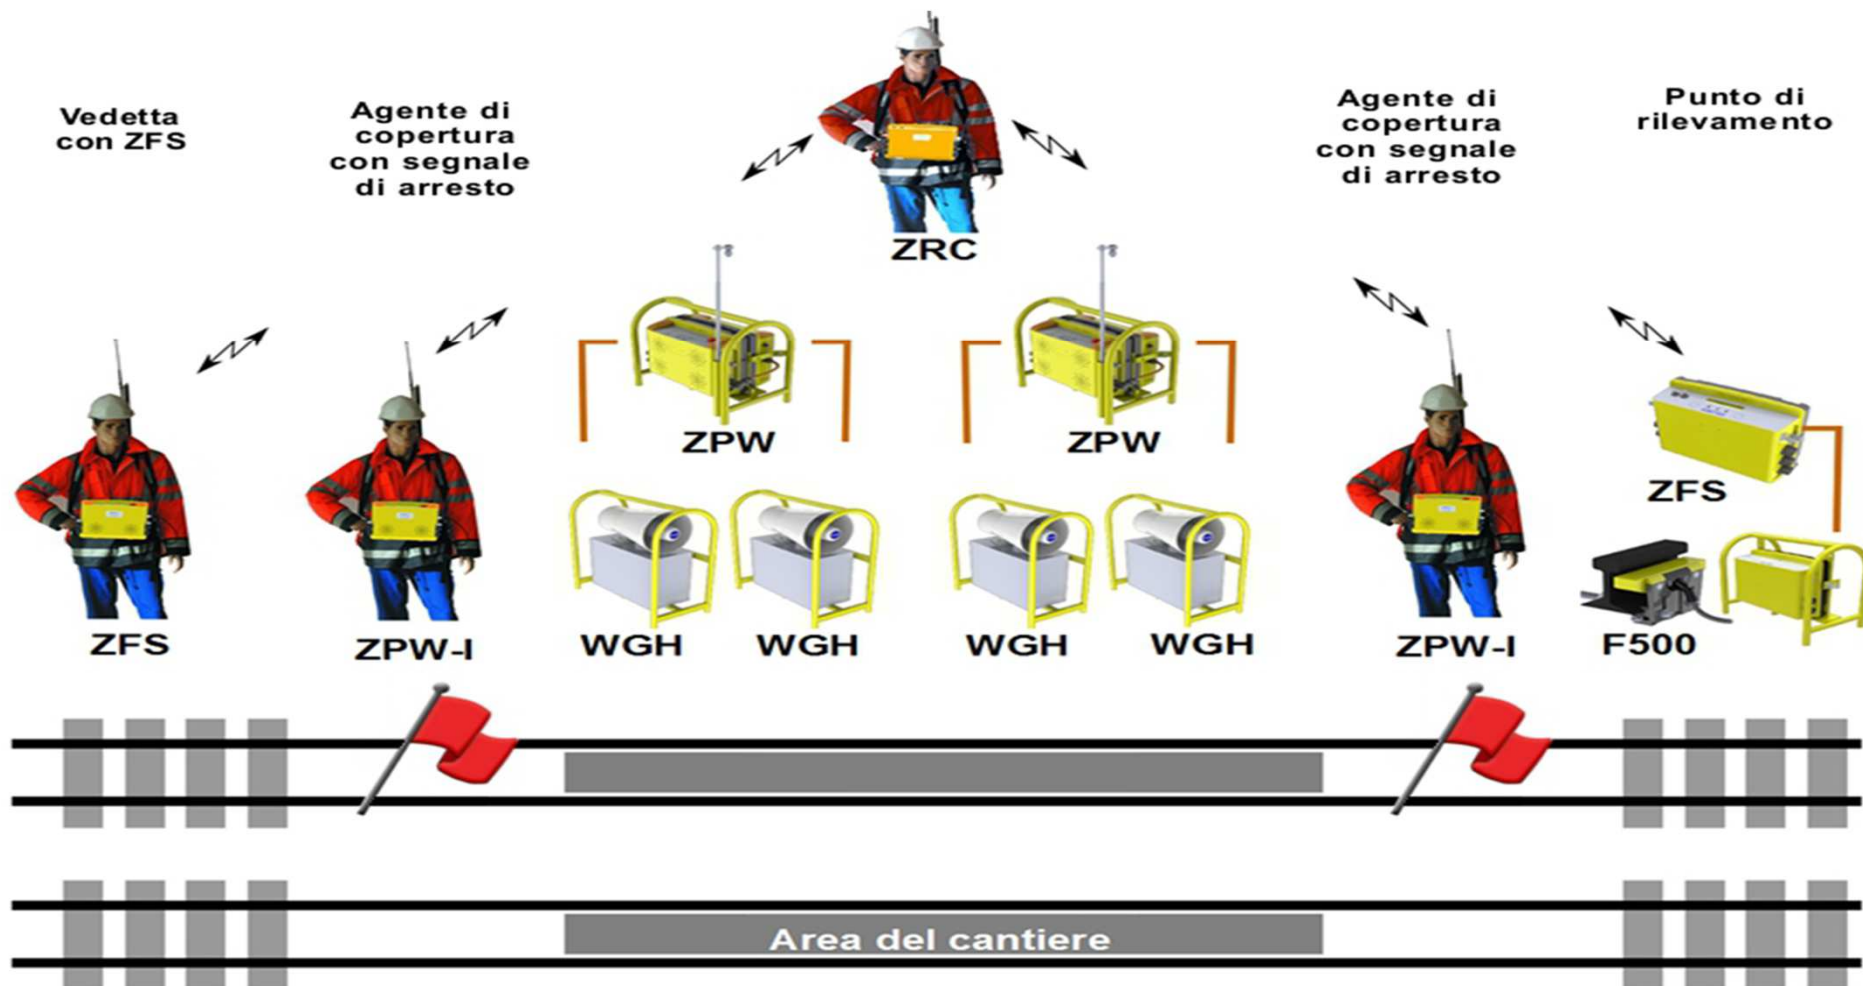 Vedetta
con ZFS
Agente di
copertura
con segnale
di arresto
ZRC
Agente di
copertura
con segnale
di arresto
Punto di
rilevamento
ZPW
ZPW
ZFS
ZFS
ZPW-I
WGH
WGH
WGH
WGH
ZPW-I
F500
Area del cantiere